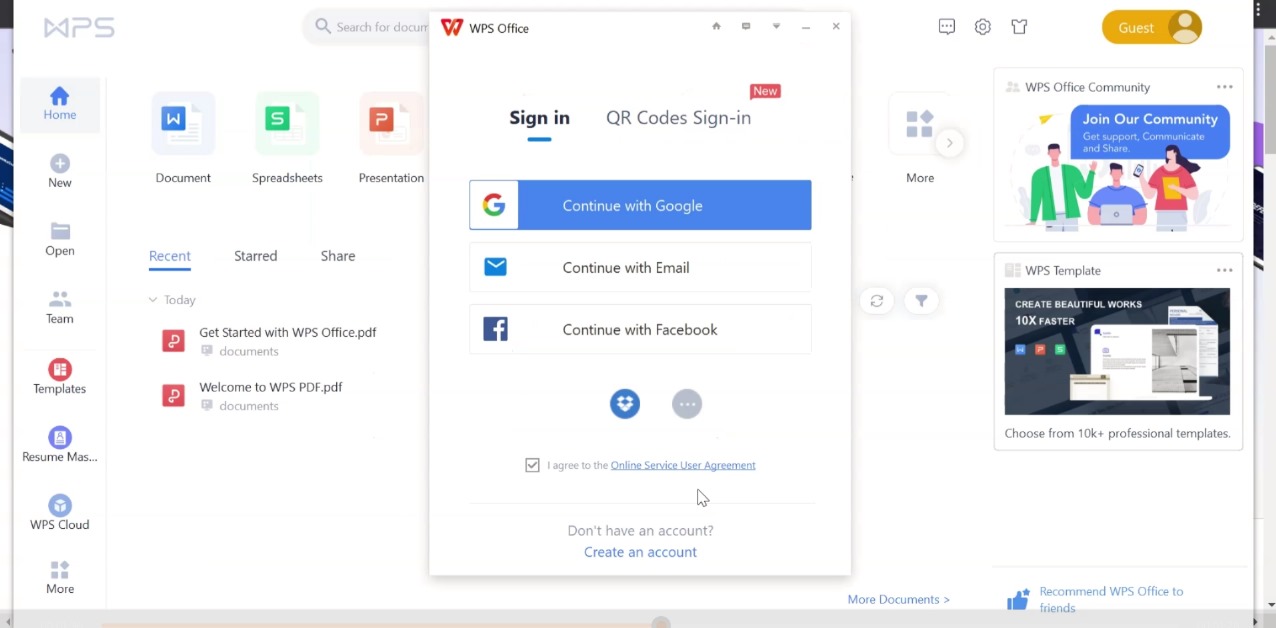 WPS
Search for docum
Guest
Home
New
Open
Team
Templates
Resume Mas...
WPS Cloud
More
Document
Spreadsheets
Presentation
More
Recent
Starred
Share
Today
Get Started with WPS Office.pdf
documents
Welcome to WPS PDF.pdf
documents
More Documents >
WPS Office
New
Sign in
QR Codes Sign-in
Continue with Google
Continue with Email
Continue with Facebook
I agree to the Online Service User Agreement
Don't have an account?
Create an account
WPS Office Community
Join Our Community
Get support, Communicate
and Share.
WPS Template
CREATE BEAUTIFUL WORKS
10X FASTER
Choose from 10k+ professional templates.
Recommend WPS Office to
friends